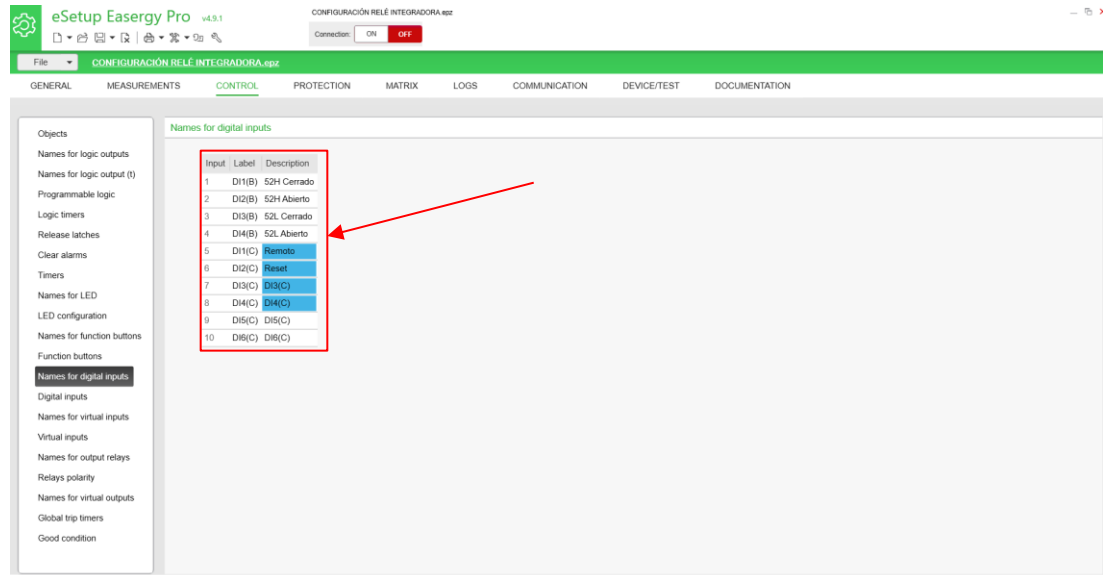 eSetup Easergy Pro v4.9.1
CONFIGURACIÓN RELÉ INTEGRADORA.epz
Connection: ON OFF
File CONFIGURACIÓN RELÉ INTEGRADORA.epz
GENERAL MEASUREMENTS CONTROL PROTECTION MATRIX LOGS COMMUNICATION DEVICE/TEST DOCUMENTATION
Objects
Names for logic outputs
Names for logic output (t)
Programmable logic
Logic timers
Release latches
Clear alarms
Timers
Names for LED
LED configuration
Names for function buttons
Function buttons
Names for digital inputs
Digital inputs
Names for virtual inputs
Virtual inputs
Names for output relays
Relays polarity
Names for virtual outputs
Global trip timers
Good condition
Names for digital inputs
Input Label Description
1 DI1(B) 52H Cerrado
2 DI2(B) 52H Abierto
3 DI3(B) 52L Cerrado
4 DI4(B) 52L Abierto
5 DI1(C) Remoto
6 DI2(C) Reset
7 DI3(C) DI3(C)
8 DI4(C) DI4(C)
9 DI5(C) DI5(C)
10 DI6(C) DI6(C)